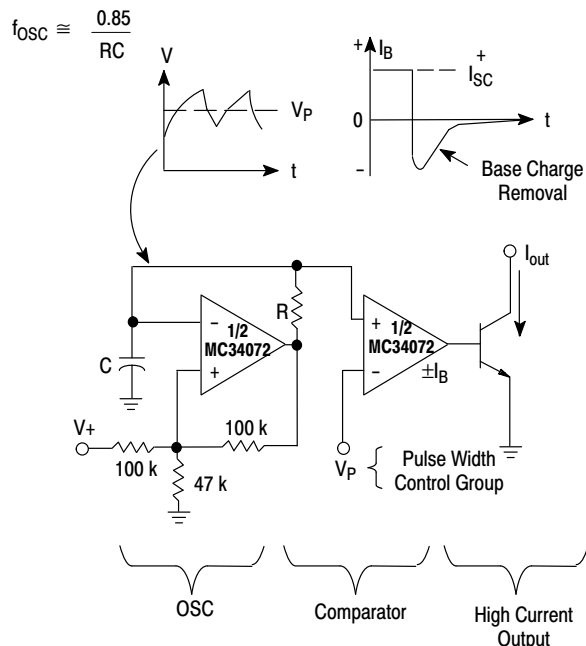 fOSC ≅ 0.85
RC
V
VP
t
+ IB
+
ISC
0
t
−
Base Charge
Removal
Iout
R
−
1/2
MC34072
+
C
+
1/2
MC34072
−
±IB
V+
100 k
100 k
47 k
VP
Pulse Width
Control Group
OSC
Comparator
High Current
Output